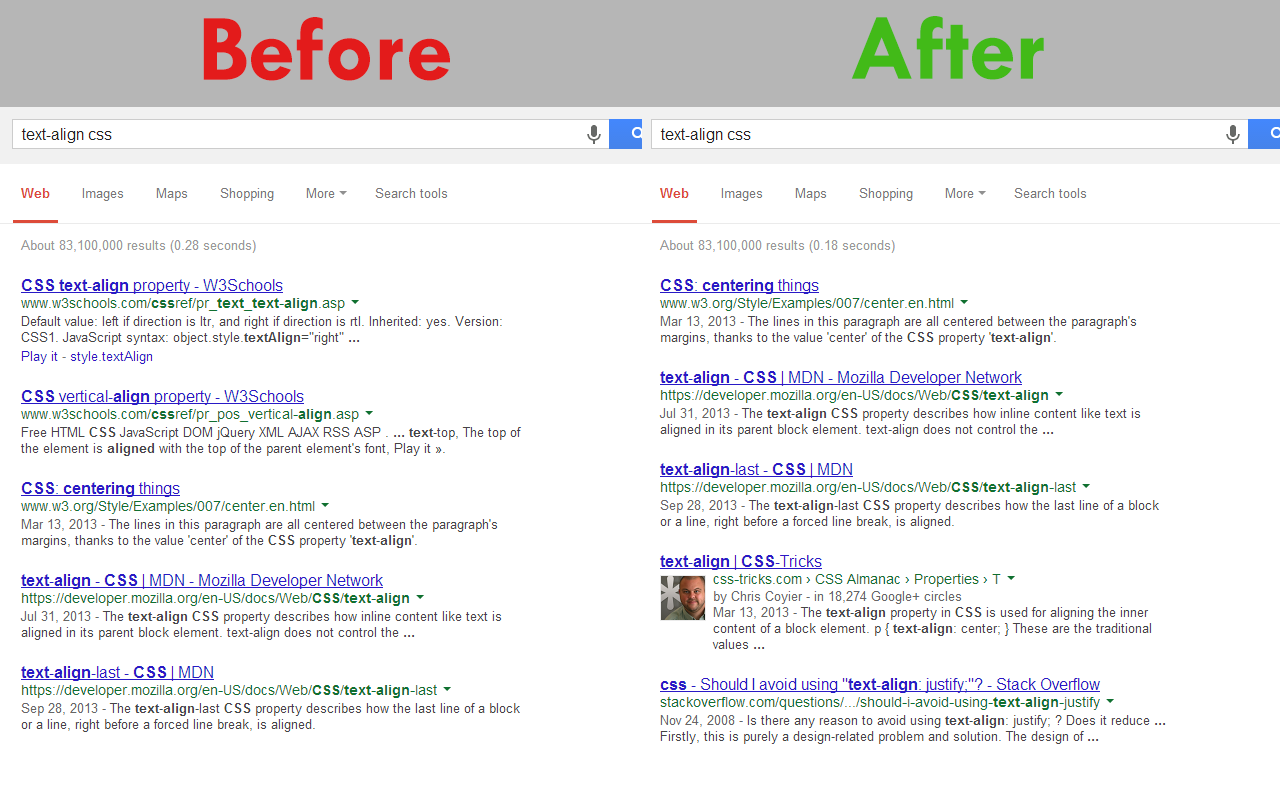 Before
text-align css
Web Images Maps Shopping More Search tools
About 83,100,000 results (0.28 seconds)
CSS text-align property - W3Schools
www.w3schools.com/cssref/pr_text_text-align.asp
Default value: left if direction is ltr, and right if direction is rtl. Inherited: yes. Version:
CSS1. JavaScript syntax: object.style.textAlign="right" ...
Play it - style.textAlign
CSS vertical-align property - W3Schools
www.w3schools.com/cssref/pr_pos_vertical-align.asp
Free HTML CSS JavaScript DOM jQuery XML AJAX RSS ASP . ... text-top, The top of
the element is aligned with the top of the parent element's font, Play it ».
CSS: centering things
www.w3.org/Style/Examples/007/center.en.html
Mar 13, 2013 - The lines in this paragraph are all centered between the paragraph's
margins, thanks to the value 'center' of the CSS property 'text-align'.
text-align - CSS | MDN - Mozilla Developer Network
https://developer.mozilla.org/en-US/docs/Web/CSS/text-align
Jul 31, 2013 - The text-align CSS property describes how inline content like text is
aligned in its parent block element. text-align does not control the ...
text-align-last - CSS | MDN
https://developer.mozilla.org/en-US/docs/Web/CSS/text-align-last
Sep 28, 2013 - The text-align-last CSS property describes how the last line of a block
or a line, right before a forced line break, is aligned.
After
text-align css
Web Images Maps Shopping More Search tools
About 83,100,000 results (0.18 seconds)
CSS: centering things
www.w3.org/Style/Examples/007/center.en.html
Mar 13, 2013 - The lines in this paragraph are all centered between the paragraph's
margins, thanks to the value 'center' of the CSS property 'text-align'.
text-align - CSS | MDN - Mozilla Developer Network
https://developer.mozilla.org/en-US/docs/Web/CSS/text-align
Jul 31, 2013 - The text-align CSS property describes how inline content like text is
aligned in its parent block element. text-align does not control the ...
text-align-last - CSS | MDN
https://developer.mozilla.org/en-US/docs/Web/CSS/text-align-last
Sep 28, 2013 - The text-align-last CSS property describes how the last line of a block
or a line, right before a forced line break, is aligned.
text-align | CSS-Tricks
css-tricks.com › CSS Almanac › Properties › T
by Chris Coyier - in 18,274 Google+ circles
Mar 13, 2013 - The text-align property in CSS is used for aligning the inner
content of a block element. p { text-align: center; } These are the traditional
values ...
css - Should I avoid using "text-align: justify;"? - Stack Overflow
stackoverflow.com/questions/.../should-i-avoid-using-text-align-justify
Nov 24, 2008 - Is there any reason to avoid using text-align: justify; ? Does it reduce ...
Firstly, this is purely a design-related problem and solution. The design of ...